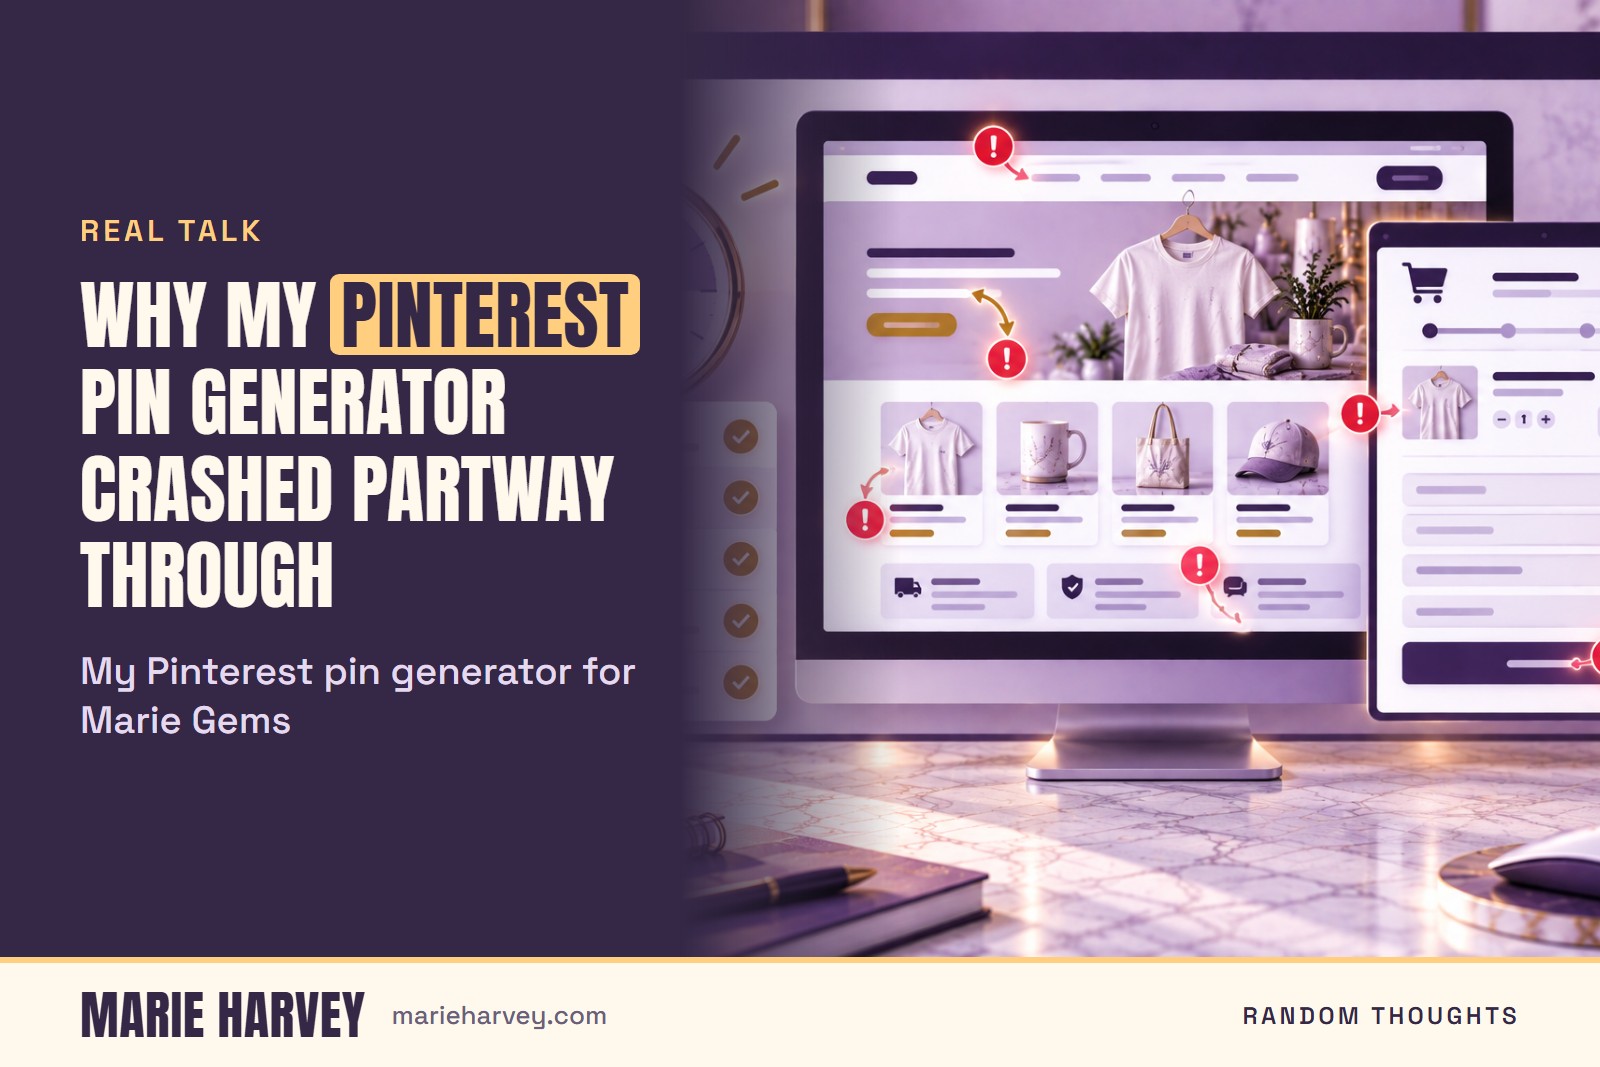 REAL TALK
WHY MY PINTEREST
PIN GENERATOR
CRASHED PARTWAY
THROUGH
My Pinterest pin generator for
Marie Gems
!
!
!
!
!
− 1 +
MARIE HARVEY marieharvey.com
RANDOM THOUGHTS